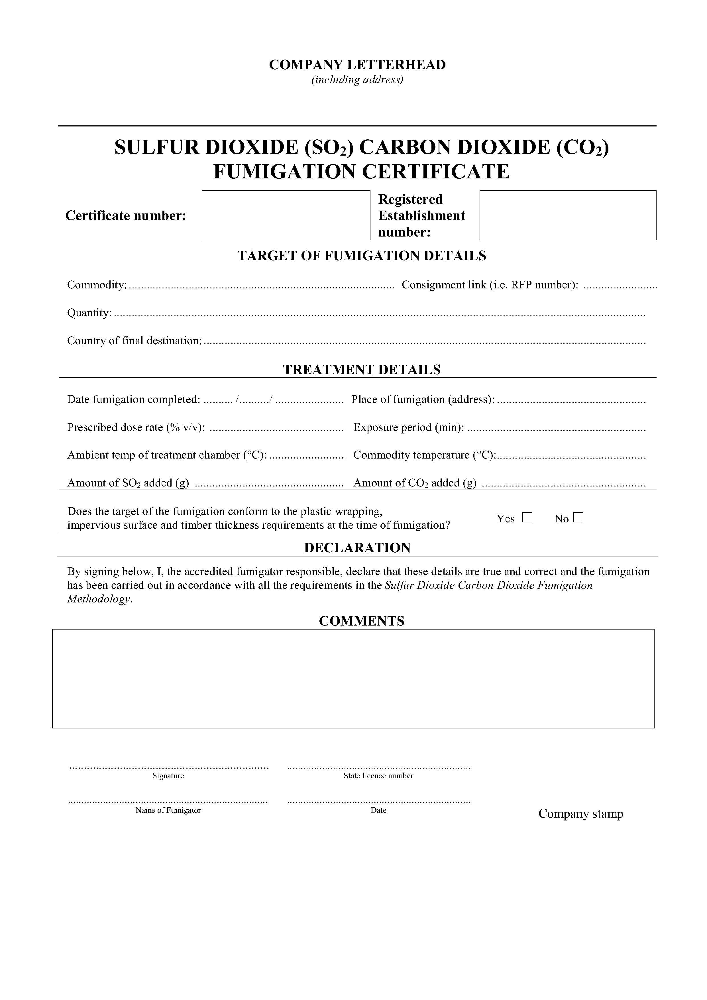 COMPANY LETTERHEAD
(including address)
SULFUR DIOXIDE (SO₂) CARBON DIOXIDE (CO₂)
FUMIGATION CERTIFICATE
Certificate number:
Registered
Establishment
number:
TARGET OF FUMIGATION DETAILS
Commodity: Consignment link (i.e. RFP number):
Quantity:
Country of final destination:
TREATMENT DETAILS
Date fumigation completed: / / Place of fumigation (address):
Prescribed dose rate (% v/v): Exposure period (min):
Ambient temp of treatment chamber (°C): Commodity temperature (°C):
Amount of SO₂ added (g) Amount of CO₂ added (g)
Does the target of the fumigation conform to the plastic wrapping,
impervious surface and timber thickness requirements at the time of fumigation?
Yes ☐ No ☐
DECLARATION
By signing below, I, the accredited fumigator responsible, declare that these details are true and correct and the fumigation
has been carried out in accordance with all the requirements in the Sulfur Dioxide Carbon Dioxide Fumigation
Methodology.
COMMENTS
Signature State licence number
Name of Fumigator Date
Company stamp